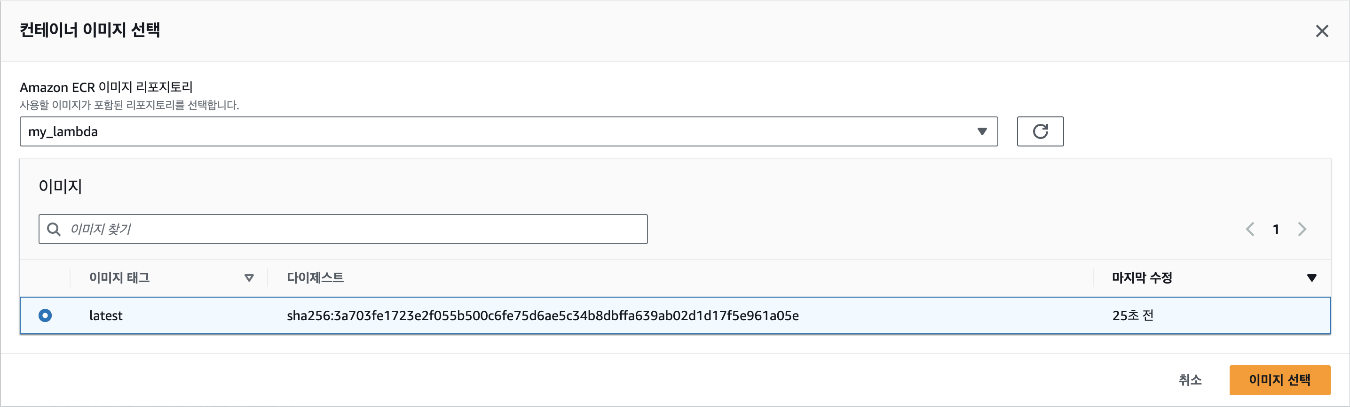 컨테이너 이미지 선택
Amazon ECR 이미지 리포지토리
사용할 이미지가 포함된 리포지토리를 선택합니다.
my_lambda
이미지
이미지 찾기
1
이미지 태그 다이제스트 마지막 수정
latest sha256:3a703fe1723e2f055b500c6fe75d6ae5c34b8dbffa639ab02d1d17f5e961a05e 25초 전
취소 이미지 선택